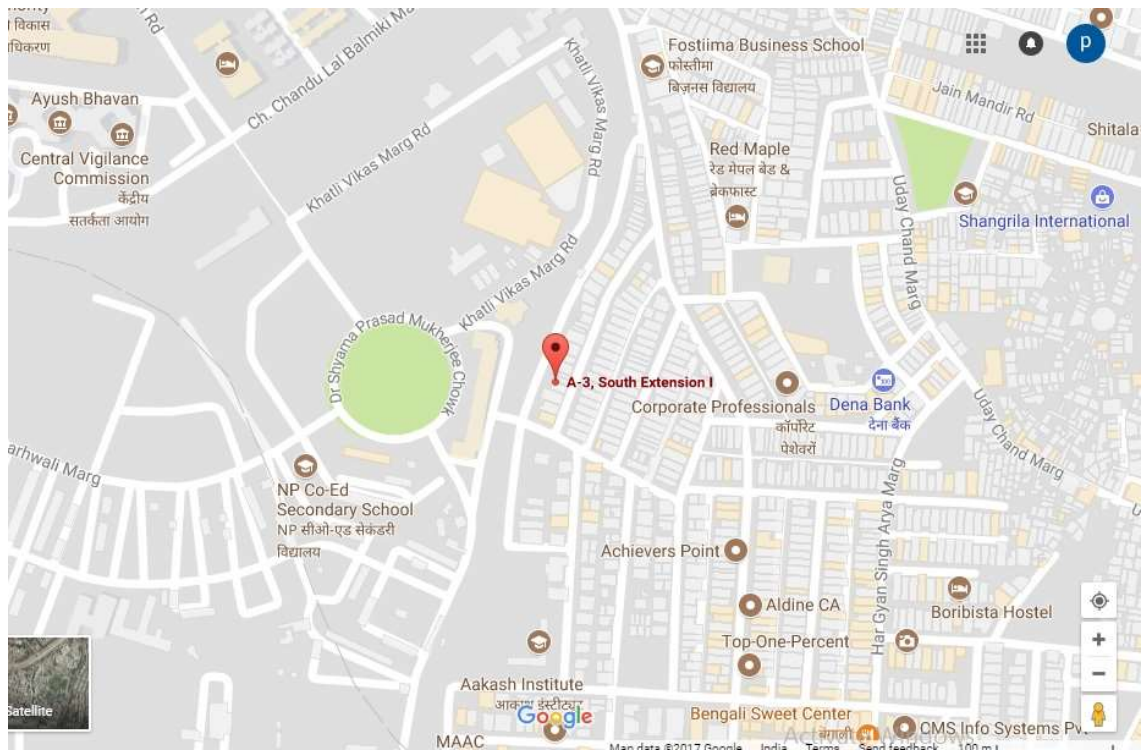 ा विकास
ाधिकरण
Ayush Bhavan
Central Vigilance
Commission
केंद्रीय
सतर्कता आयोग
Ch. Chandu Lal Balmiki
Rd
Khatli Vikas Marg Rd
Khatli Vikas Marg Rd
Khatli Vikas Marg Rd
Fostiima Business School
फोस्तीमा
बिज़नस विद्यालय
p
Jain Mandir Rd
Red Maple
रेड मेपल बेड &
ब्रेकफास्ट
Shitala
Uday Chand Marg
Shangrila International
Dr Shyama Prasad Mukherjee Chowk
A-3, South Extension I
Corporate Professionals
कॉर्पोरेट
पेशेवरों
Dena Bank
देना बैंक
Uday Chand Marg
arhwali Marg
NP Co-Ed
Secondary School
NP सीओ-एड सेकंडरी
विद्यालय
Achievers Point
Har Gyan Singh Arya Marg
Aldine CA
Boribista Hostel
Top-One-Percent
Aakash Institute
आकाश इंस्टीट्यूट
Google
Satellite
Bengali Sweet Center
बंगाली
CMS Info Systems Pvt
MAAC
Map data ©2017 Google India Terms Send feedback 100 m